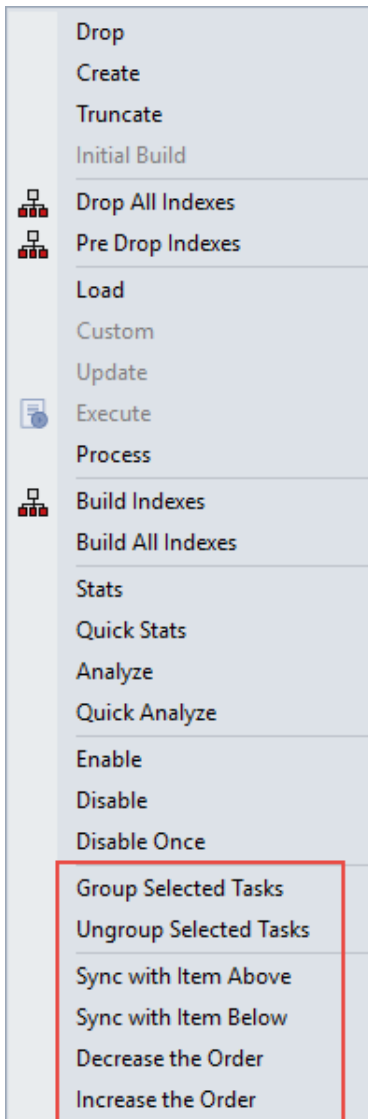 Drop
Create
Truncate
Initial Build
Drop All Indexes
Pre Drop Indexes
Load
Custom
Update
Execute
Process
Build Indexes
Build All Indexes
Stats
Quick Stats
Analyze
Quick Analyze
Enable
Disable
Disable Once
Group Selected Tasks
Ungroup Selected Tasks
Sync with Item Above
Sync with Item Below
Decrease the Order
Increase the Order